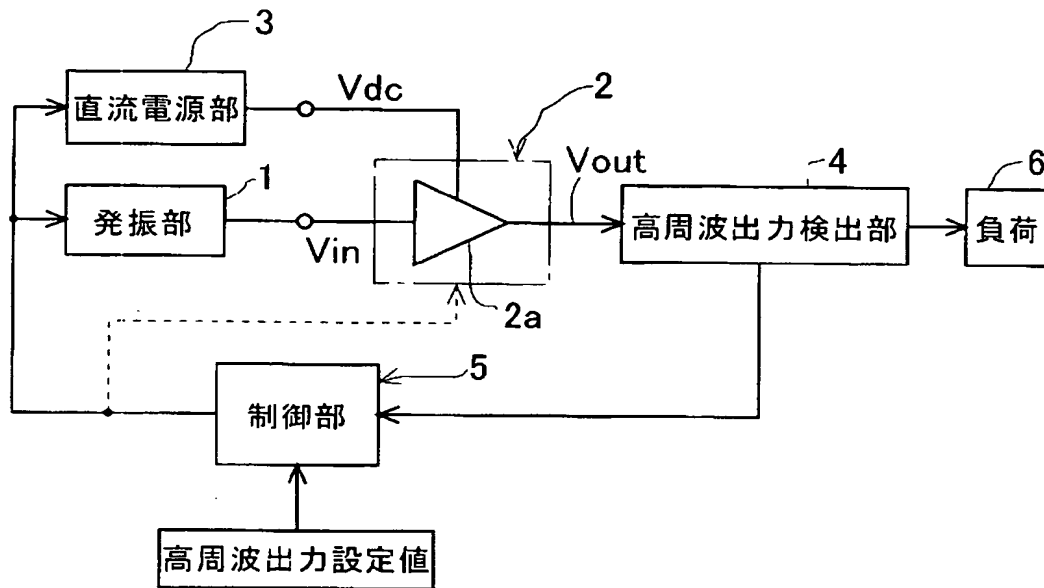 3
直流電源部
Vdc
2
1
発振部
Vin
2a
Vout
4
高周波出力検出部
6
負荷
5
制御部
高周波出力設定値